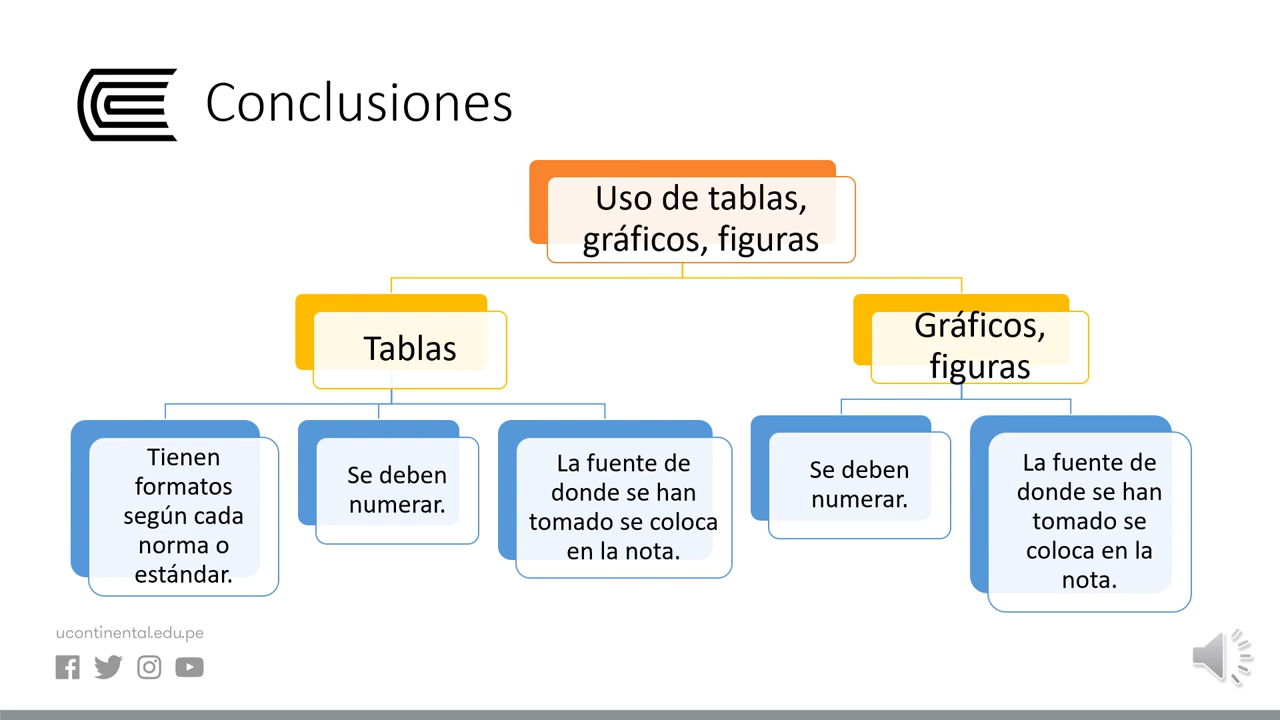 Conclusiones
Uso de tablas,
gráficos, figuras
Tablas
Gráficos,
figuras
Tienen
formatos
según cada
norma o
estándar.
Se deben
numerar.
La fuente de
donde se han
tomado se coloca
en la nota.
Se deben
numerar.
La fuente de
donde se han
tomado se
coloca en la
nota.
ucontinental.edu.pe